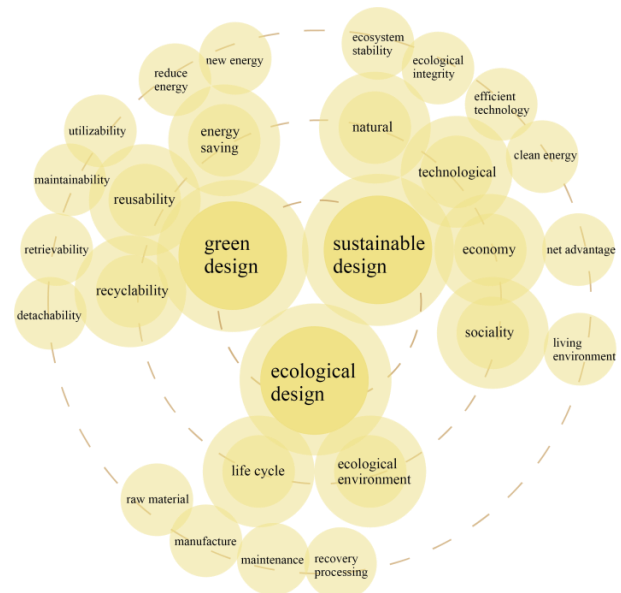 new energy
reduce
energy
energy
saving
utilizability
maintainability
reusability
retrievability
recyclability
detachability
green
design
ecosystem
stability
ecological
integrity
efficient
technology
natural
clean energy
technological
sustainable
design
economy
net advantage
sociality
living
environment
ecological
design
life cycle
ecological
environment
raw material
manufacture
maintenance
recovery
processing